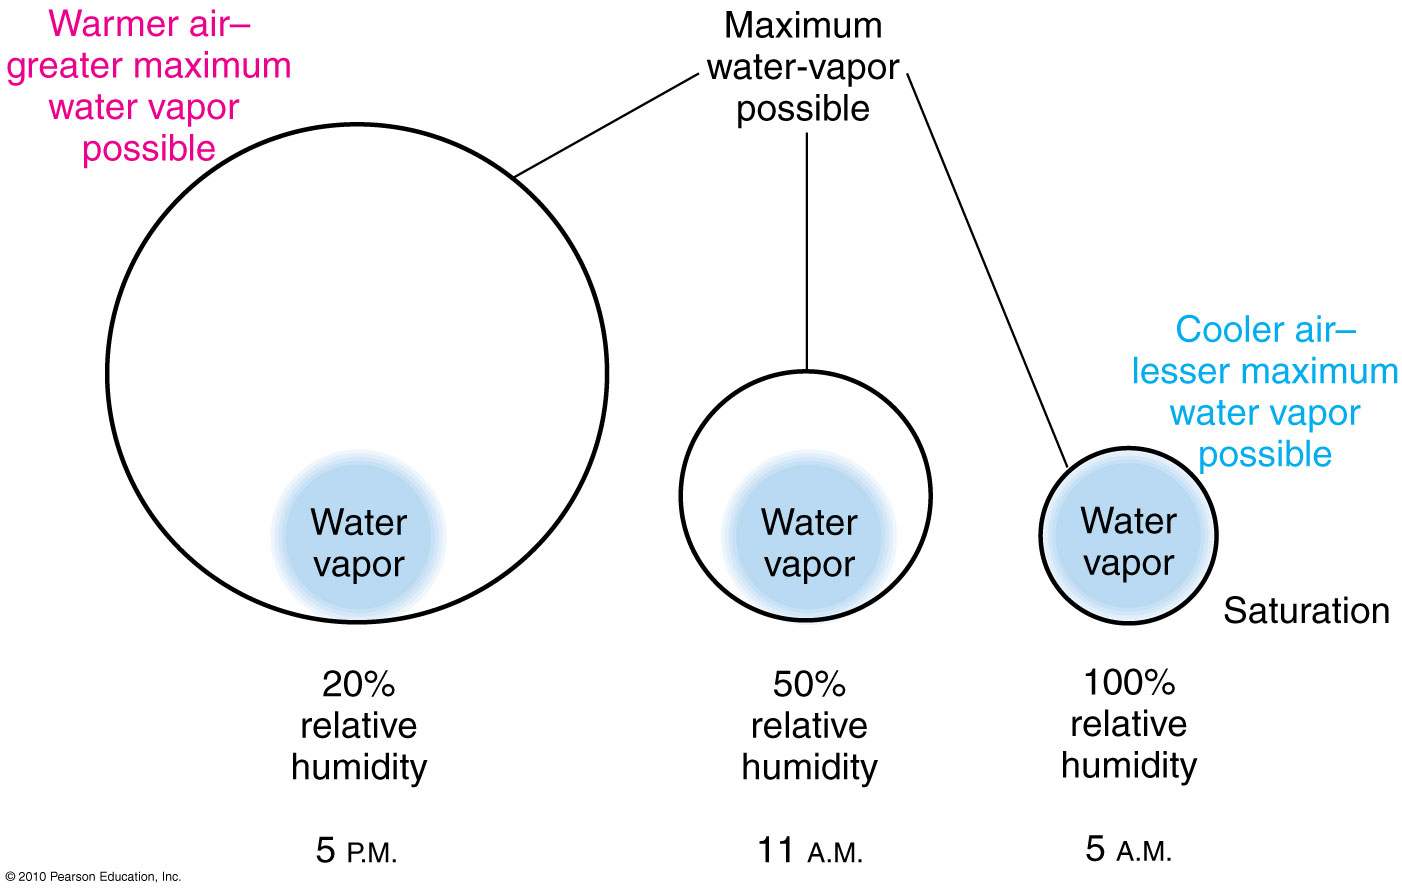 Warmer air–
greater maximum
water vapor
possible
Maximum
water-vapor
possible
Cooler air–
lesser maximum
water vapor
possible
Water
vapor
Water
vapor
Water
vapor
Saturation
20%
relative
humidity
50%
relative
humidity
100%
relative
humidity
5 P.M.
11 A.M.
5 A.M.
© 2010 Pearson Education, Inc.